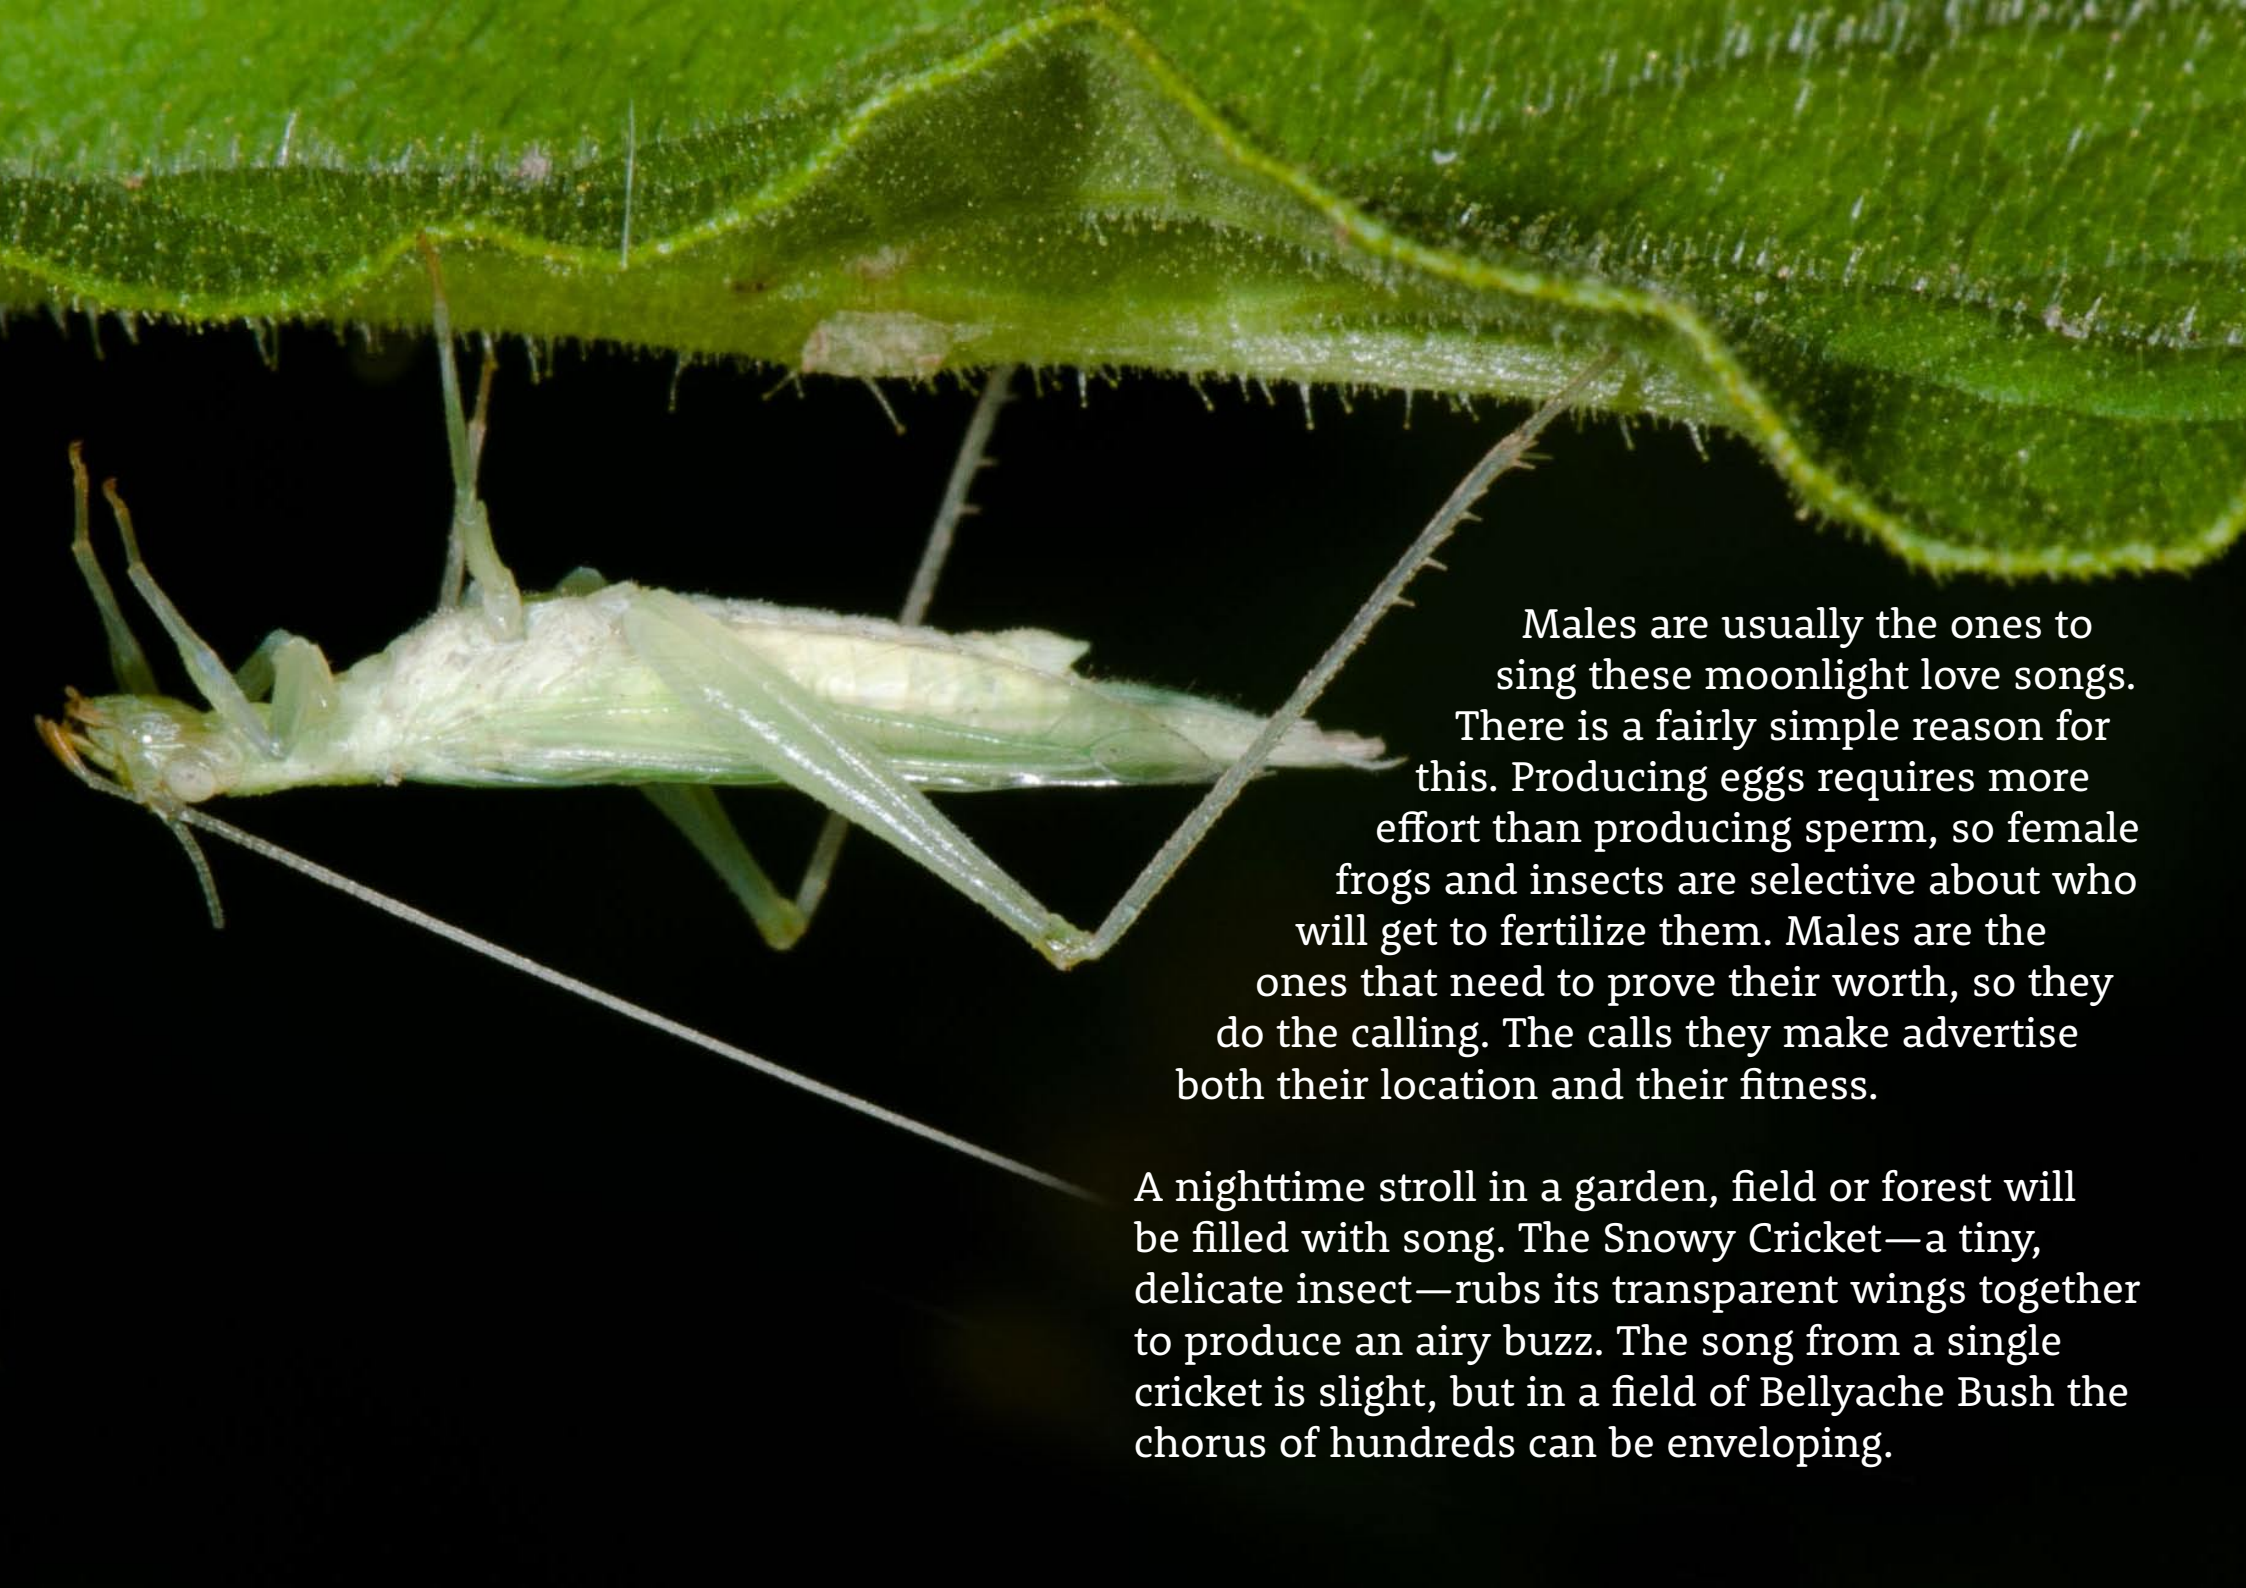 Males are usually the ones to
sing these moonlight love songs.
There is a fairly simple reason for
this. Producing eggs requires more
effort than producing sperm, so female
frogs and insects are selective about who
will get to fertilize them. Males are the
ones that need to prove their worth, so they
do the calling. The calls they make advertise
both their location and their fitness.
A nighttime stroll in a garden, field or forest will
be filled with song. The Snowy Cricket—a tiny,
delicate insect—rubs its transparent wings together
to produce an airy buzz. The song from a single
cricket is slight, but in a field of Bellyache Bush the
chorus of hundreds can be enveloping.